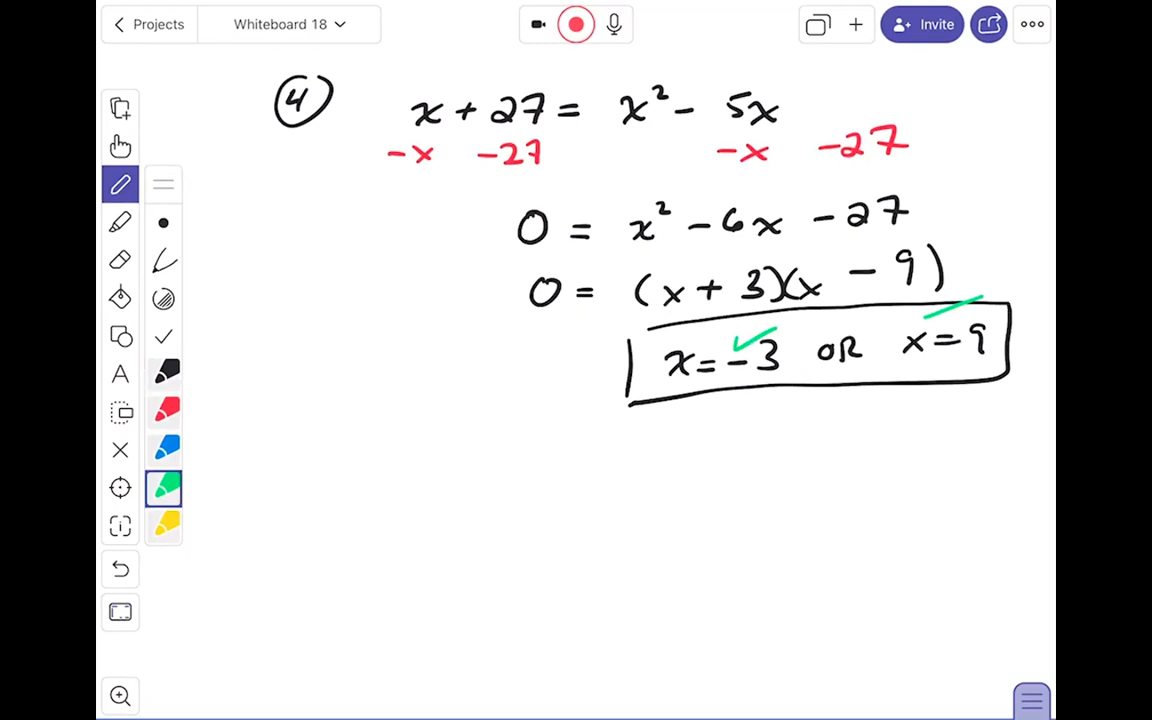 Projects Whiteboard 18 Invite
④ x + 27 = x² - 5x
-x -27 -x -27
0 = x² - 6x - 27
0 = (x + 3)(x - 9)
x = -3 OR x = 9
A